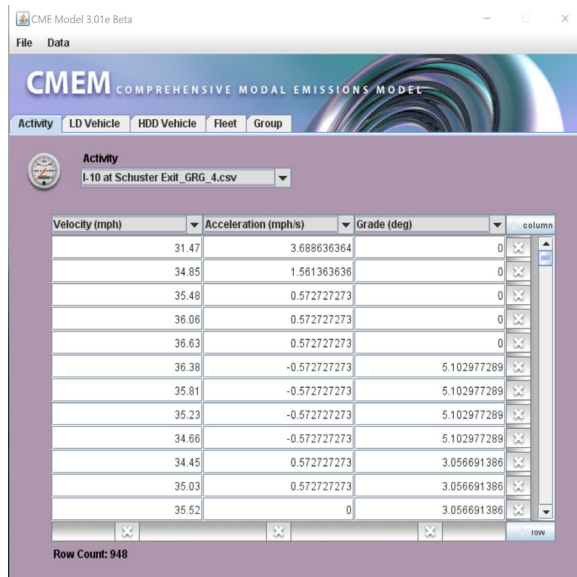 CME Model 3.01e Beta
File Data
CMEM COMPREHENSIVE MODAL EMISSIONS MODEL
Activity LD Vehicle HDD Vehicle Fleet Group
Activity
I-10 at Schuster Exit_GRG_4.csv
Velocity (mph) Acceleration (mph/s) Grade (deg) column
31.47 3.688636364 0
34.85 1.561363636 0
35.48 0.572727273 0
36.06 0.572727273 0
36.63 0.572727273 0
36.38 -0.572727273 5.102977289
35.81 -0.572727273 5.102977289
35.23 -0.572727273 5.102977289
34.66 -0.572727273 5.102977289
34.45 0.572727273 3.056691386
35.03 0.572727273 3.056691386
35.52 0 3.056691386
row
Row Count: 948